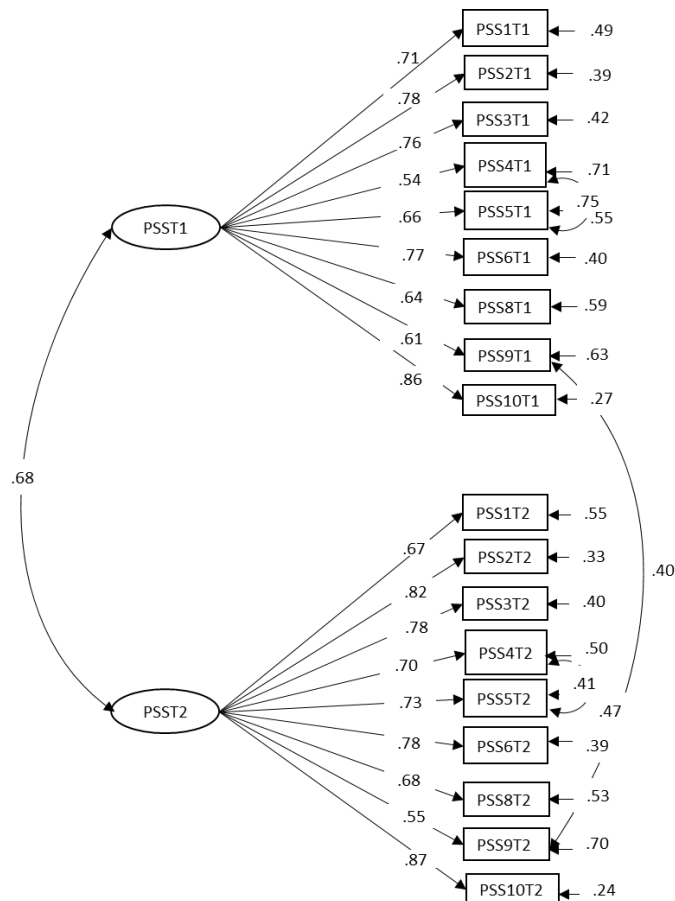 PSS1T1
.49
.71
PSS2T1
.39
.78
PSS3T1
.42
.76
PSS4T1
.71
.54
PSS5T1
.75
.55
.66
PSST1
PSS6T1
.40
.77
PSS8T1
.59
.64
PSS9T1
.63
.61
PSS10T1
.27
.86
.68
PSS1T2
.55
.67
PSS2T2
.33
.82
.40
PSS3T2
.40
.78
PSS4T2
.50
.70
PSS5T2
.41
.47
.73
PSST2
PSS6T2
.39
.78
PSS8T2
.53
.68
PSS9T2
.70
.55
PSS10T2
.24
.87